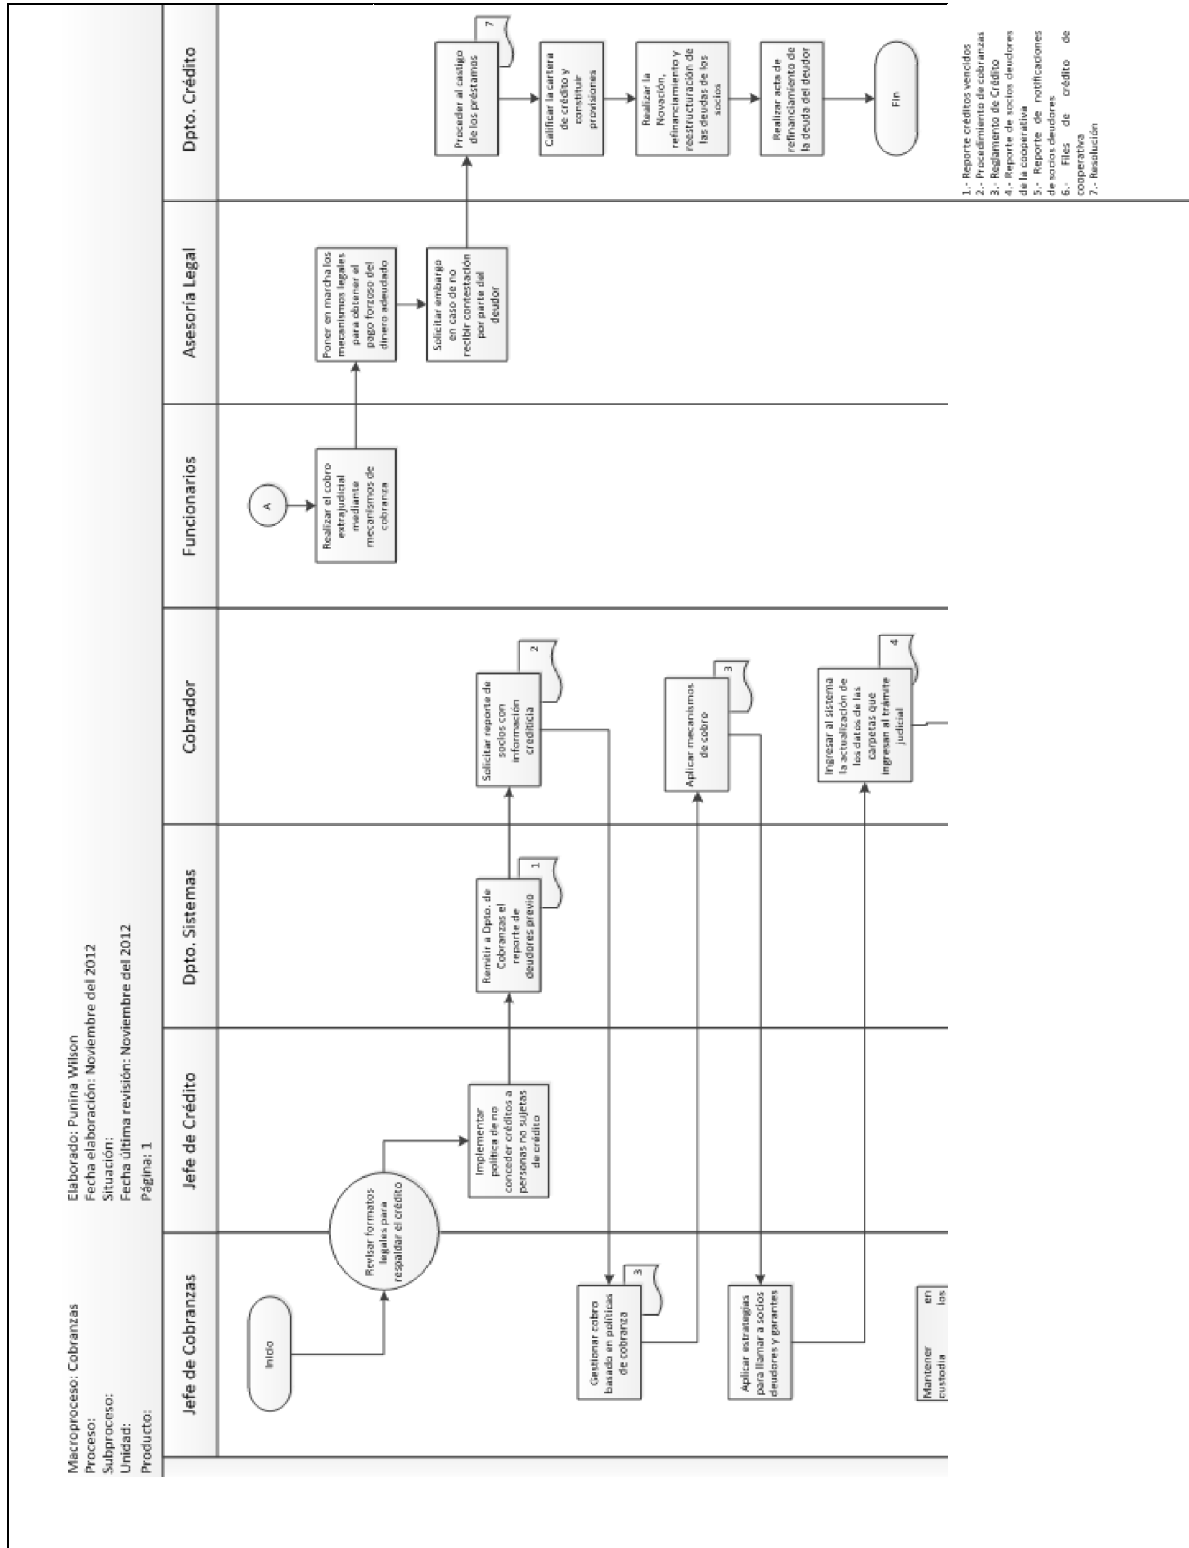 Macroproceso: Cobranzas
Proceso:
Subproceso:
Unidad:
Producto:
Elaborado: Punina Wilson
Fecha elaboración: Noviembre del 2012
Situación:
Fecha última revisión: Noviembre del 2012
Página: 1
Jefe de Cobranzas
Jefe de Crédito
Dpto. Sistemas
Cobrador
Funcionarios
Asesoría Legal
Dpto. Crédito
Inicio
Revisar formatos
legales para
respaldar el crédito
Implementar
política de no
conceder créditos a
personas no sujetas
de crédito
Remitir a Dpto. de
Cobranzas el
reporte de
deudores previo
1
Solicitar reporte de
socios con
información
crediticia
2
Gestionar cobro
basado en políticas
de cobranza
3
Aplicar mecanismos
de cobro
3
Aplicar estrategias
para llamar a socios
deudores y garantes
Ingresar al sistema
la actualización de
los datos de las
carpetas que
ingresan al trámite
judicial
4
Mantener en
custodia los
A
Realizar el cobro
extrajudicial
mediante
mecanismos de
cobranza
Poner en marcha los
mecanismos legales
para obtener el
pago forzoso del
dinero adeudado
Solicitar embargo
en caso de no
recibir contestación
por parte del
deudor
Proceder al castigo
de los préstamos
7
Calificar la cartera
de crédito y
constituir
provisiones
Realizar la
Novación,
refinanciamiento y
reestructuración de
las deudas de los
socios
Realizar acta de
refinanciamiento de
la deuda del deudor
Fin
1.- Reporte créditos vencidos
2.- Procedimiento de cobranzas
3.- Reglamento de Crédito
4.- Reporte de socios deudores
de la cooperativa
5.- Reporte de notificaciones
de socios deudores
6.- Files de crédito de
cooperativa
7.- Resolución